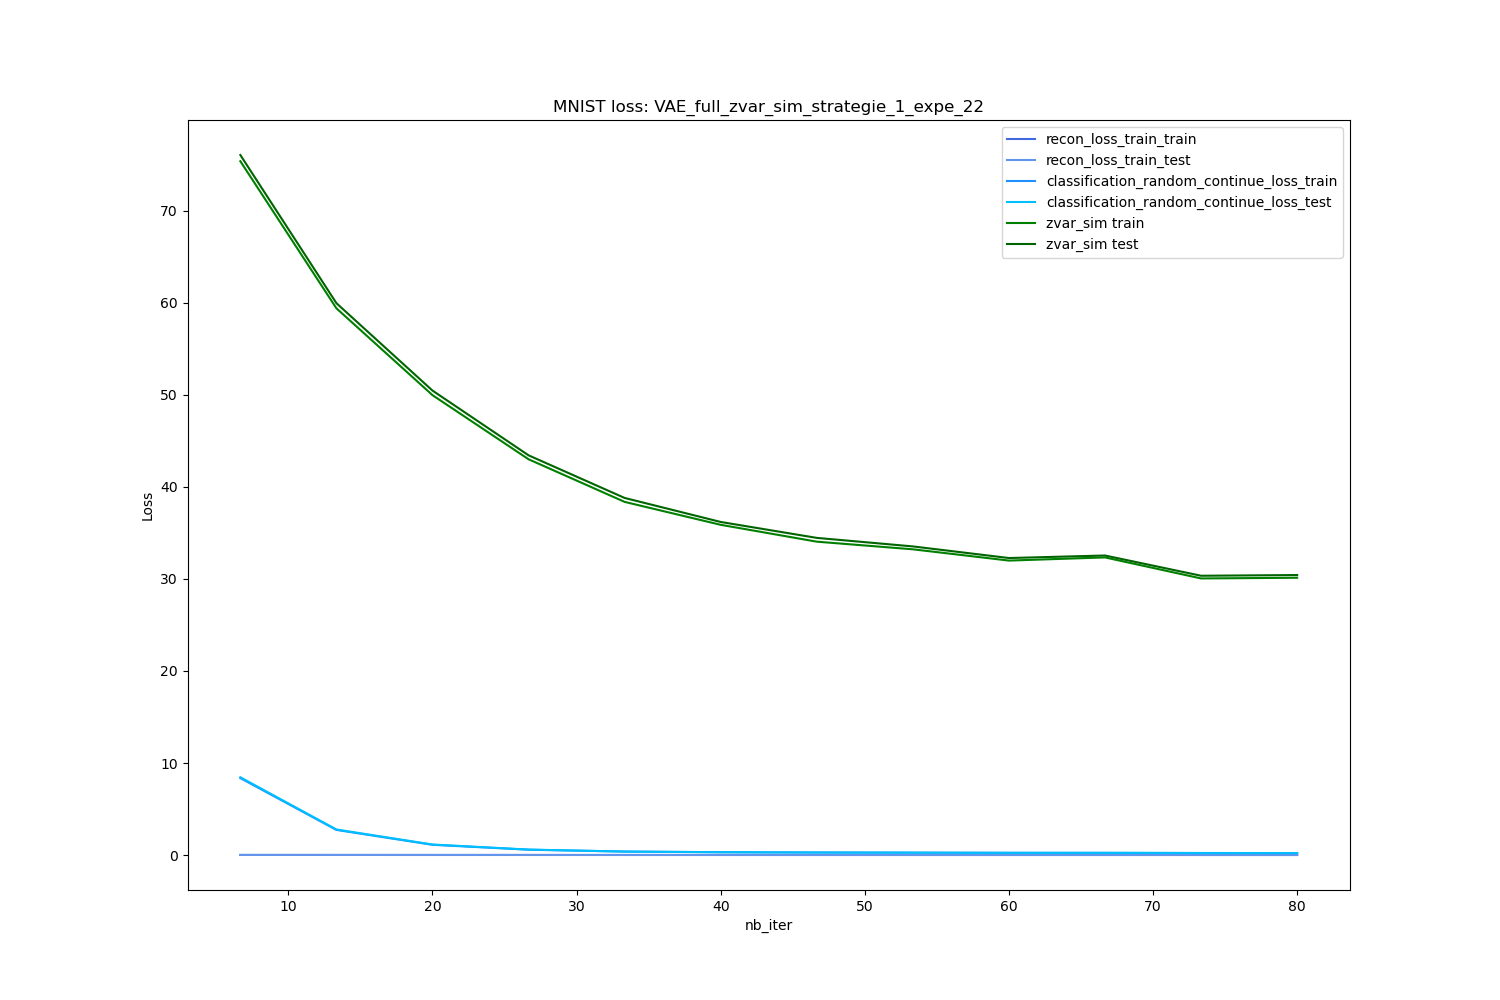 MNIST loss: VAE_full_zvar_sim_strategie_1_expe_22
recon_loss_train_train
recon_loss_train_test
classification_random_continue_loss_train
classification_random_continue_loss_test
zvar_sim train
zvar_sim test
70
60
50
40
30
20
10
0
Loss
10 20 30 40 50 60 70 80
nb_iter